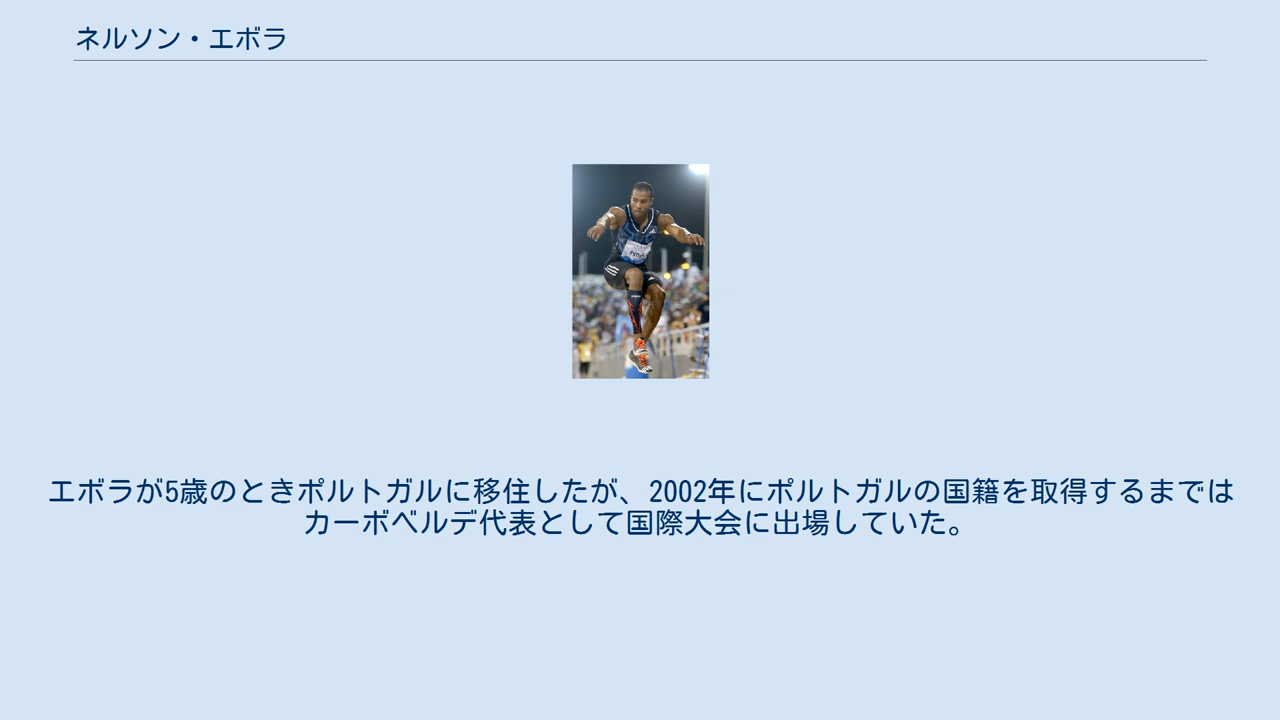 ネルソン・エボラ
エボラが5歳のときポルトガルに移住したが、2002年にポルトガルの国籍を取得するまでは
カーボベルデ代表として国際大会に出場していた。